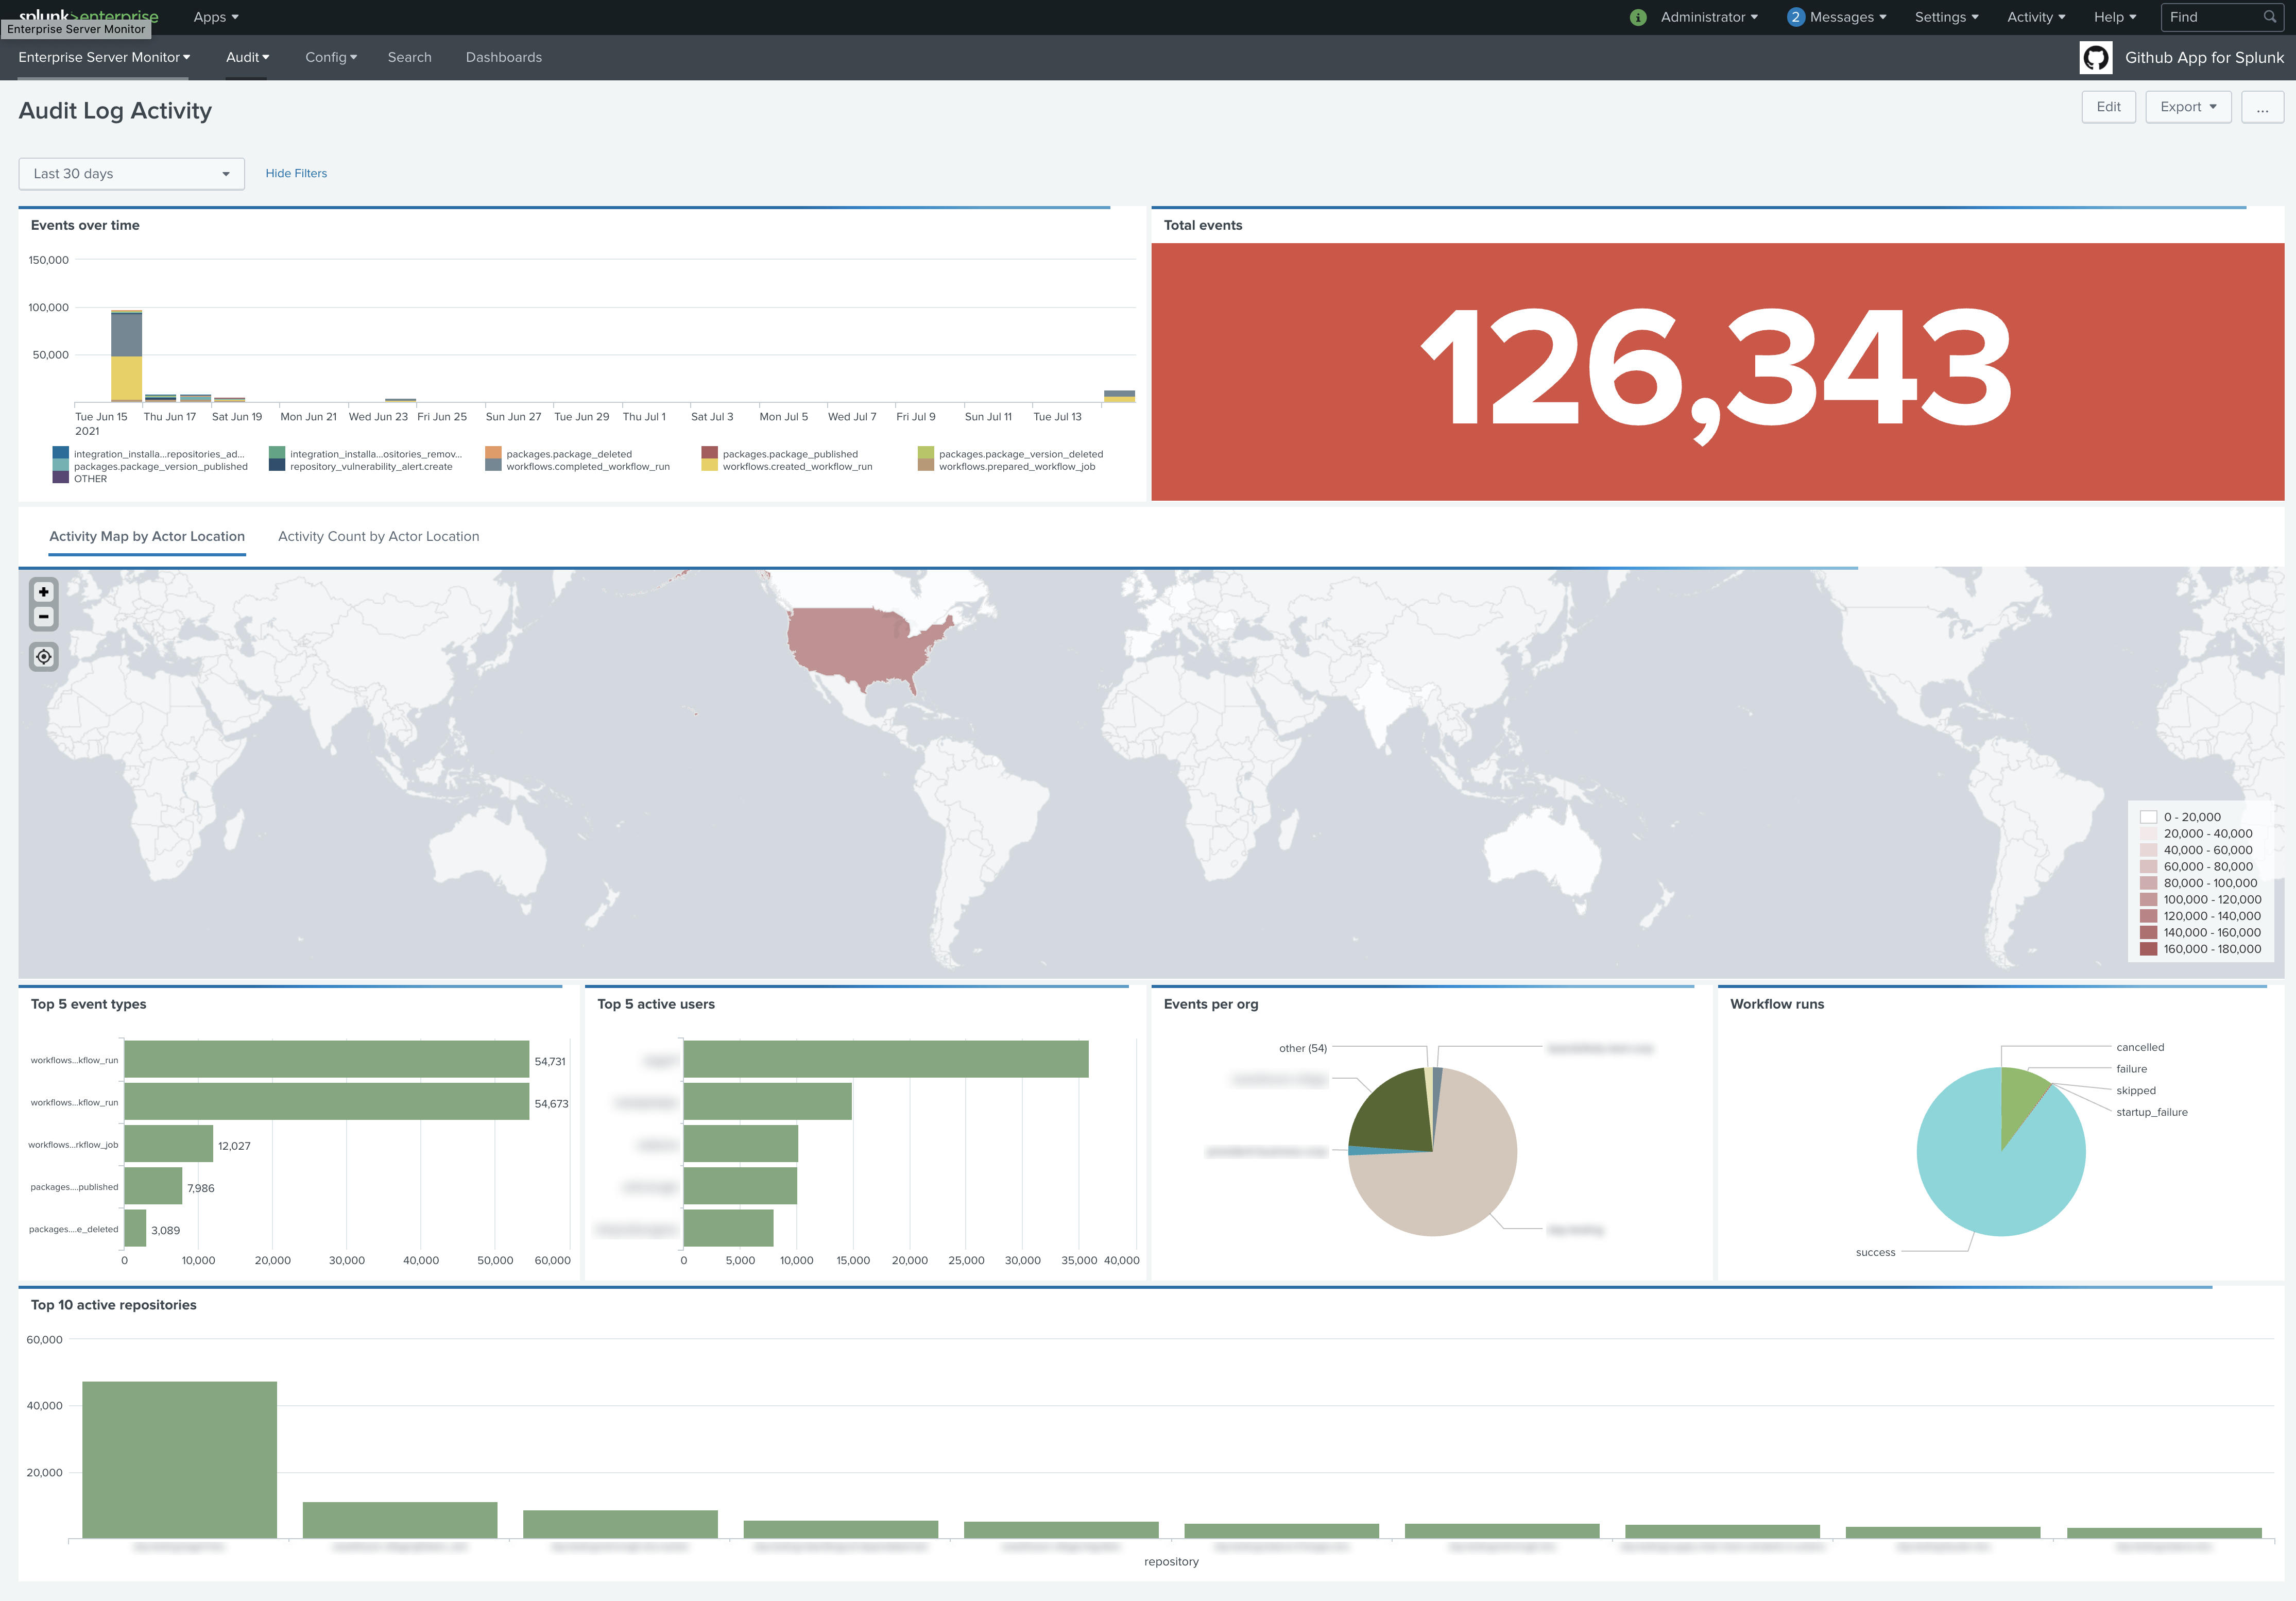 splunk>enterprise
Apps
Administrator
2 Messages
Settings
Activity
Help
Find
Enterprise Server Monitor
Enterprise Server Monitor
Audit
Config
Search
Dashboards
Github App for Splunk
Audit Log Activity
Edit
Export
...
Last 30 days
Hide Filters
Events over time
150,000
100,000
50,000
Tue Jun 15
2021
Thu Jun 17
Sat Jun 19
Mon Jun 21
Wed Jun 23
Fri Jun 25
Sun Jun 27
Tue Jun 29
Thu Jul 1
Sat Jul 3
Mon Jul 5
Wed Jul 7
Fri Jul 9
Sun Jul 11
Tue Jul 13
integration_installa...repositories_ad...
integration_installa...ositories_remov...
packages.package_deleted
packages.package_published
packages.package_version_deleted
packages.package_version_published
repository_vulnerability_alert.create
workflows.completed_workflow_run
workflows.created_workflow_run
workflows.prepared_workflow_job
OTHER
Total events
126,343
Activity Map by Actor Location
Activity Count by Actor Location
+
−
0 - 20,000
20,000 - 40,000
40,000 - 60,000
60,000 - 80,000
80,000 - 100,000
100,000 - 120,000
120,000 - 140,000
140,000 - 160,000
160,000 - 180,000
Top 5 event types
workflows...kflow_run
54,731
workflows...kflow_run
54,673
workflows...rkflow_job
12,027
packages....published
7,986
packages....e_deleted
3,089
0
10,000
20,000
30,000
40,000
50,000
60,000
Top 5 active users
0
5,000
10,000
15,000
20,000
25,000
30,000
35,000
40,000
Events per org
other (54)
Workflow runs
cancelled
failure
skipped
startup_failure
success
Top 10 active repositories
60,000
40,000
20,000
repository